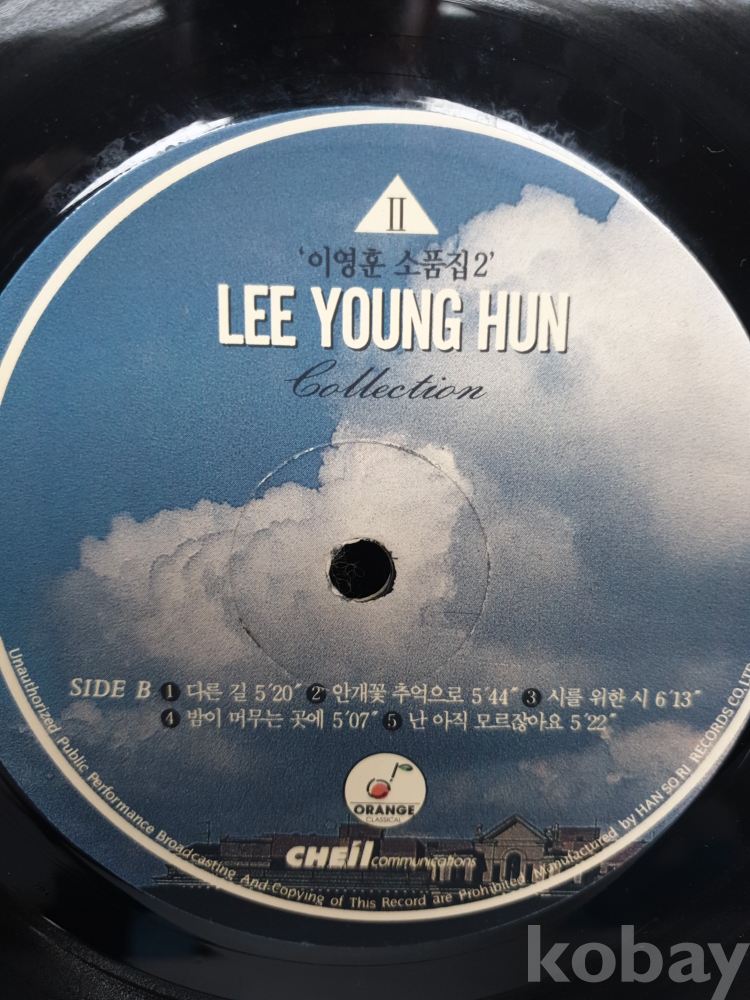 II
‘이영훈 소품집2’
LEE YOUNG HUN
Collection
SIDE B 1 다른 길 5′20″ 2 안개꽃 추억으로 5′44″ 3 시를 위한 시 6′13″
4 밤이 머무는 곳에 5′07″ 5 난 아직 모르잖아요 5′22″
ORANGE
CLASSICAL
CHEIL communications
Unauthorized Public Performance Broadcasting And Copying of This Record are Prohibited Manufactured by HAN SO RI RECORDS CO.LTD
kobay